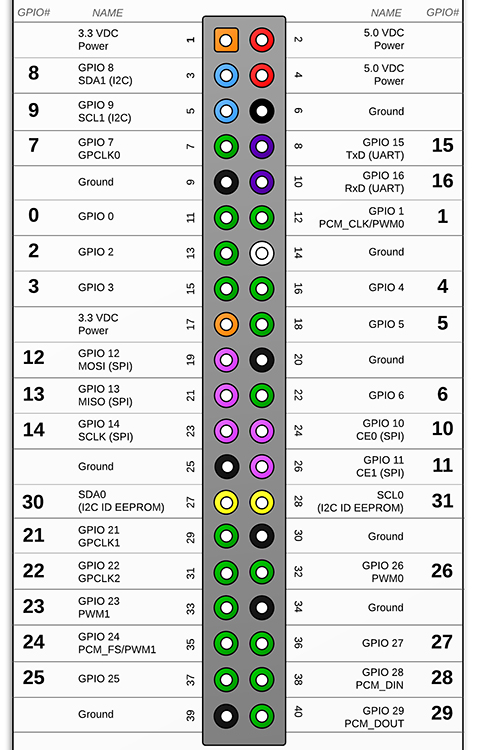 GPIO# NAME NAME GPIO#
3.3 VDC
Power 1 2 5.0 VDC
Power
8 GPIO 8
SDA1 (I2C) 3 4 5.0 VDC
Power
9 GPIO 9
SCL1 (I2C) 5 6 Ground
7 GPIO 7
GPCLK0 7 8 GPIO 15
TxD (UART) 15
Ground 9 10 GPIO 16
RxD (UART) 16
0 GPIO 0 11 12 GPIO 1
PCM_CLK/PWM0 1
2 GPIO 2 13 14 Ground
3 GPIO 3 15 16 GPIO 4 4
3.3 VDC
Power 17 18 GPIO 5 5
12 GPIO 12
MOSI (SPI) 19 20 Ground
13 GPIO 13
MISO (SPI) 21 22 GPIO 6 6
14 GPIO 14
SCLK (SPI) 23 24 GPIO 10
CE0 (SPI) 10
Ground 25 26 GPIO 11
CE1 (SPI) 11
30 SDA0
(I2C ID EEPROM) 27 28 SCL0
(I2C ID EEPROM) 31
21 GPIO 21
GPCLK1 29 30 Ground
22 GPIO 22
GPCLK2 31 32 GPIO 26
PWM0 26
23 GPIO 23
PWM1 33 34 Ground
24 GPIO 24
PCM_FS/PWM1 35 36 GPIO 27 27
25 GPIO 25 37 38 GPIO 28
PCM_DIN 28
Ground 39 40 GPIO 29
PCM_DOUT 29